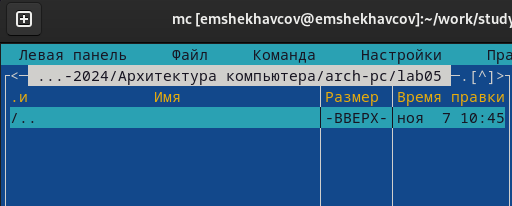 mc [emshekhavcov@emshekhavcov]:~/work/study
Левая панель Файл Команда Настройки Пра
<— ...-2024/Архитектура компьютера/arch-pc/lab05 —.[^]>
.и Имя Размер Время правки
/.. -ВВЕРХ- ноя 7 10:45